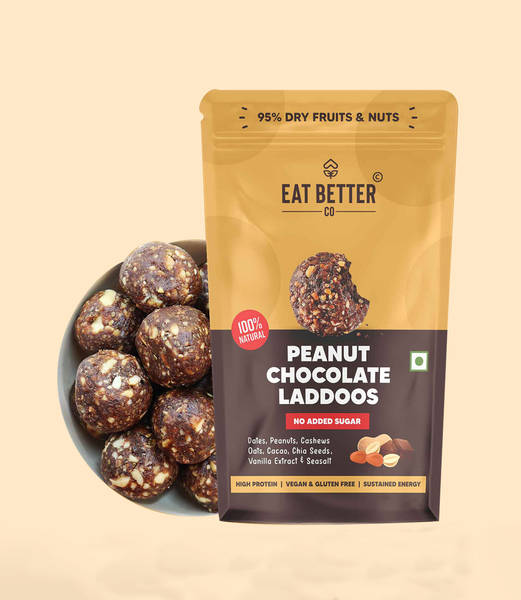 95% DRY FRUITS & NUTS
©
EAT BETTER
CO
100%
NATURAL
PEANUT
CHOCOLATE
LADDOOS
NO ADDED SUGAR
Dates, Peanuts, Cashews
Oats, Cacao, Chia Seeds,
Vanilla Extract & Seasalt
HIGH PROTEIN | VEGAN & GLUTEN FREE | SUSTAINED ENERGY